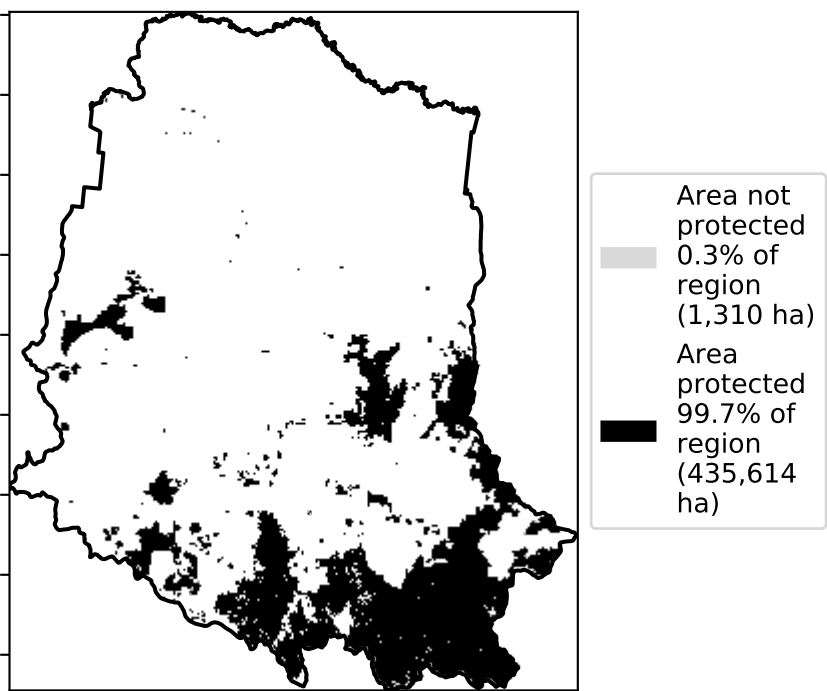 Area not
protected
0.3% of
region
(1,310 ha)
Area
protected
99.7% of
region
(435,614
ha)